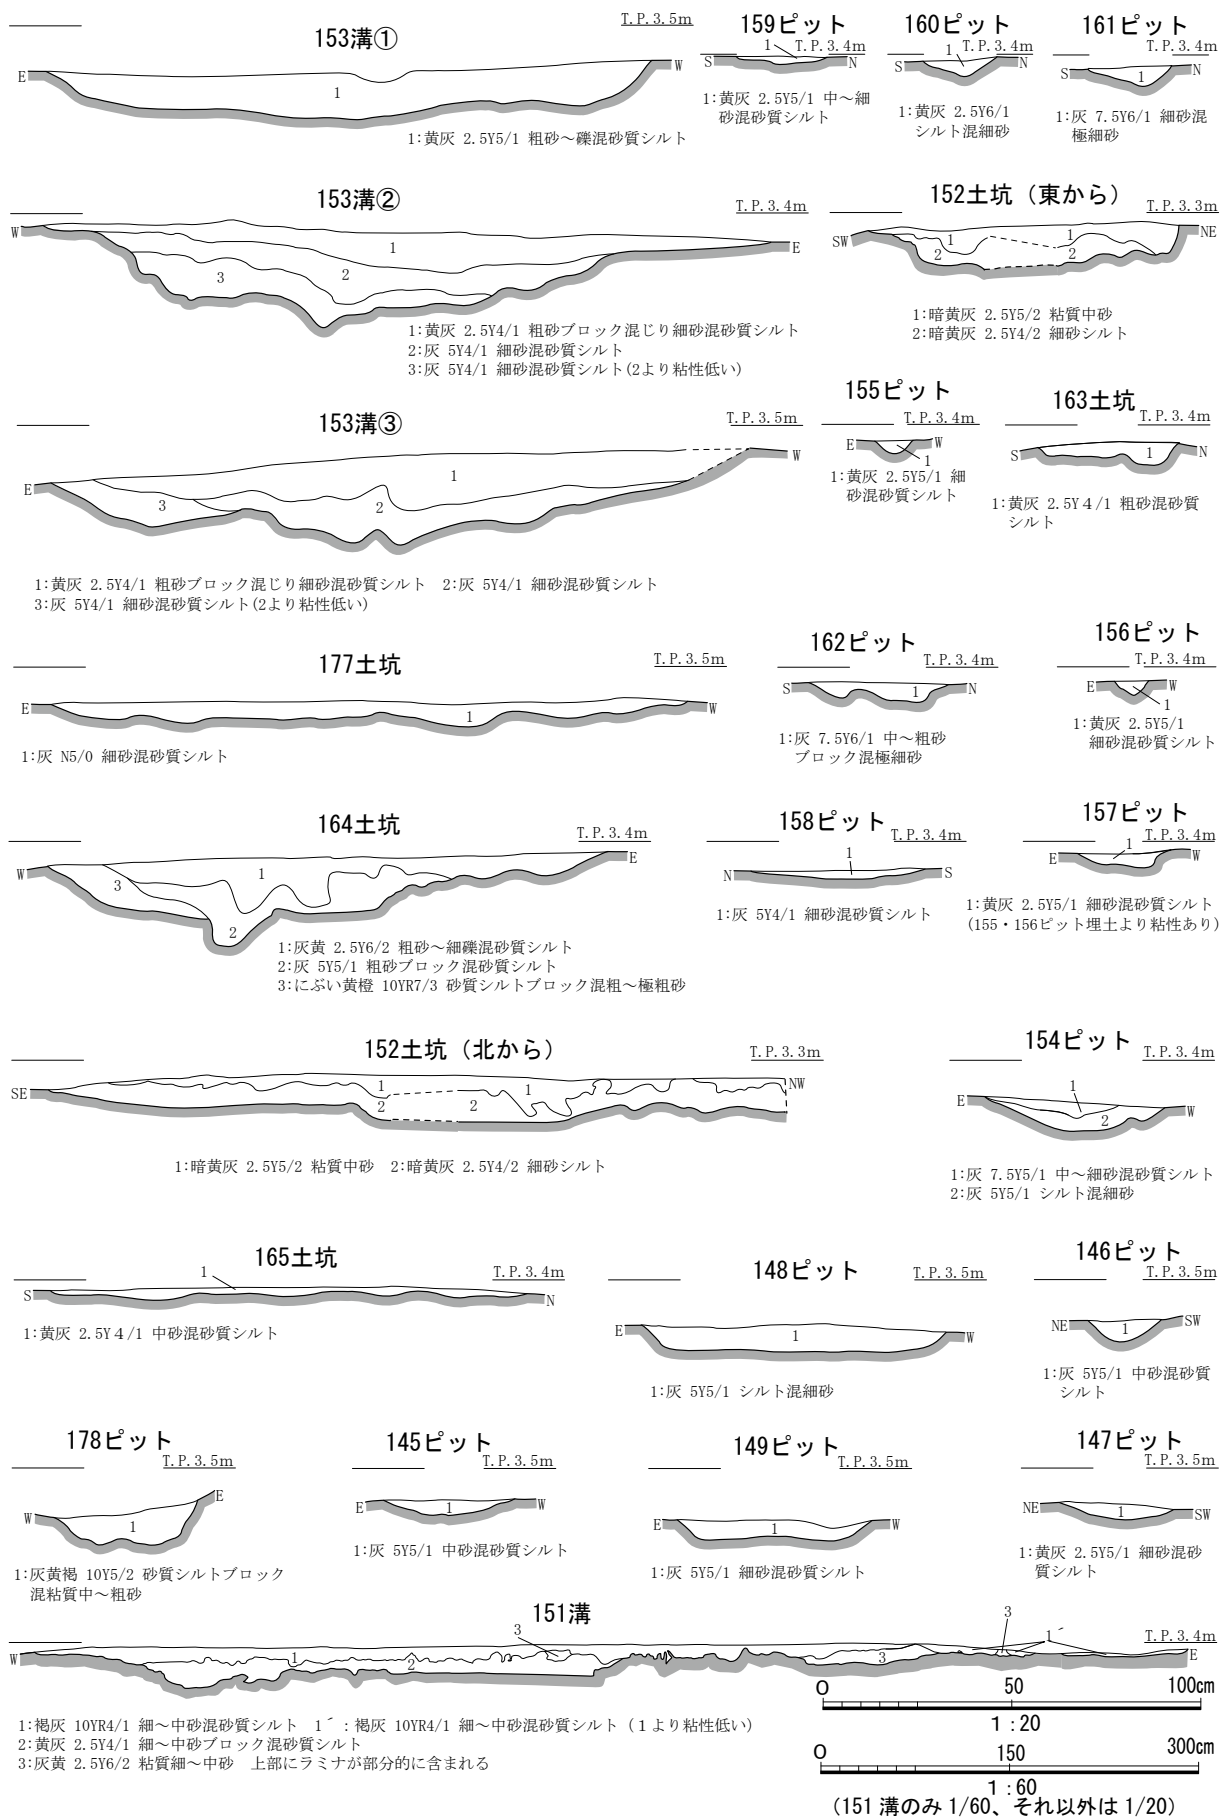 153溝①
T.P.3.5m
E
W
1
1:黄灰 2.5Y5/1 粗砂～礫混砂質シルト
159ピット
1
T.P.3.4m
S
N
1:黄灰 2.5Y5/1 中～細
砂混砂質シルト
160ピット
1
T.P.3.4m
S
N
1:黄灰 2.5Y6/1
シルト混細砂
161ピット
T.P.3.4m
S
1
N
1:灰 7.5Y6/1 細砂混
極細砂
153溝②
T.P.3.4m
W
E
1
2
3
1:黄灰 2.5Y4/1 粗砂ブロック混じり細砂混砂質シルト
2:灰 5Y4/1 細砂混砂質シルト
3:灰 5Y4/1 細砂混砂質シルト(2より粘性低い)
152土坑（東から）
T.P.3.3m
SW
1
1
NE
2
2
1:暗黄灰 2.5Y5/2 粘質中砂
2:暗黄灰 2.5Y4/2 細砂シルト
153溝③
T.P.3.5m
E
W
1
2
3
1:黄灰 2.5Y4/1 粗砂ブロック混じり細砂混砂質シルト 2:灰 5Y4/1 細砂混砂質シルト
3:灰 5Y4/1 細砂混砂質シルト(2より粘性低い)
155ピット
T.P.3.4m
E
W
1
1:黄灰 2.5Y5/1 細
砂混砂質シルト
163土坑
T.P.3.4m
S
1
N
1:黄灰 2.5Y４/1 粗砂混砂質
シルト
177土坑
T.P.3.5m
E
1
W
1:灰 N5/0 細砂混砂質シルト
162ピット
T.P.3.4m
S
1
N
1:灰 7.5Y6/1 中～粗砂
ブロック混極細砂
156ピット
T.P.3.4m
E
W
1
1:黄灰 2.5Y5/1
細砂混砂質シルト
164土坑
T.P.3.4m
W
E
1
3
2
1:灰黄 2.5Y6/2 粗砂～細礫混砂質シルト
2:灰 5Y5/1 粗砂ブロック混砂質シルト
3:にぶい黄橙 10YR7/3 砂質シルトブロック混粗～極粗砂
158ピット
T.P.3.4m
1
N
S
1:灰 5Y4/1 細砂混砂質シルト
157ピット
T.P.3.4m
1
E
W
1:黄灰 2.5Y5/1 細砂混砂質シルト
(155・156ピット埋土より粘性あり)
152土坑（北から）
T.P.3.3m
SE
1
1
NW
2
2
1:暗黄灰 2.5Y5/2 粘質中砂 2:暗黄灰 2.5Y4/2 細砂シルト
154ピット
T.P.3.4m
1
E
W
2
1:灰 7.5Y5/1 中～細砂混砂質シルト
2:灰 5Y5/1 シルト混細砂
165土坑
1
T.P.3.4m
S
N
1:黄灰 2.5Y４/1 中砂混砂質シルト
148ピット
T.P.3.5m
E
1
W
1:灰 5Y5/1 シルト混細砂
146ピット
T.P.3.5m
NE
1
SW
1:灰 5Y5/1 中砂混砂質
シルト
178ピット
T.P.3.5m
E
W
1
1:灰黄褐 10Y5/2 砂質シルトブロック
混粘質中～粗砂
145ピット
T.P.3.5m
E
1
W
1:灰 5Y5/1 中砂混砂質シルト
149ピット
T.P.3.5m
E
1
W
1:灰 5Y5/1 細砂混砂質シルト
147ピット
T.P.3.5m
NE
1
SW
1:黄灰 2.5Y5/1 細砂混砂
質シルト
151溝
3
3
1´
T.P.3.4m
W
1
2
3
E
1:褐灰 10YR4/1 細～中砂混砂質シルト 1´:褐灰 10YR4/1 細～中砂混砂質シルト（１より粘性低い）
2:黄灰 2.5Y4/1 細～中砂ブロック混砂質シルト
3:灰黄 2.5Y6/2 粘質細～中砂 上部にラミナが部分的に含まれる
0 50 100cm
1:20
0 150 300cm
1:60
(151 溝のみ 1/60、それ以外は 1/20)